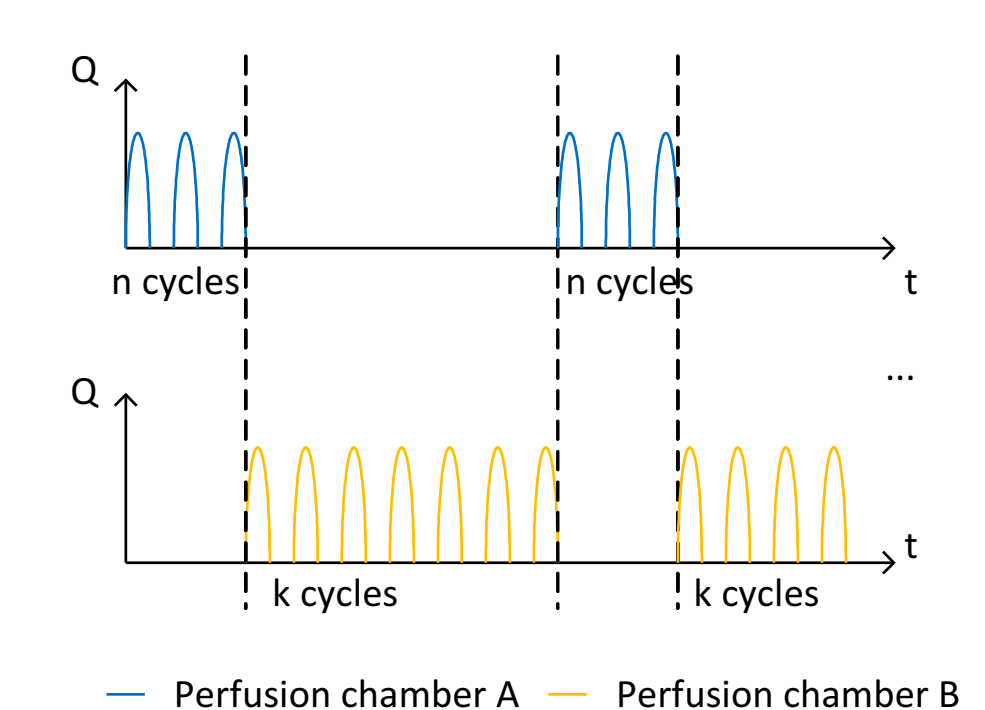 Q
n cycles
n cycles
t
...
Q
t
k cycles
k cycles
Perfusion chamber A
Perfusion chamber B